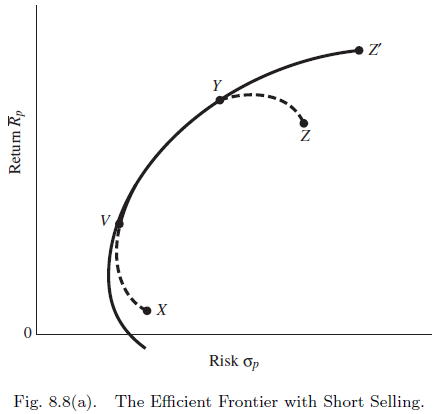 Z′
Y
Z
Return R̅ₚ
V
X
0
Risk σₚ
Fig. 8.8(a). The Efficient Frontier with Short Selling.